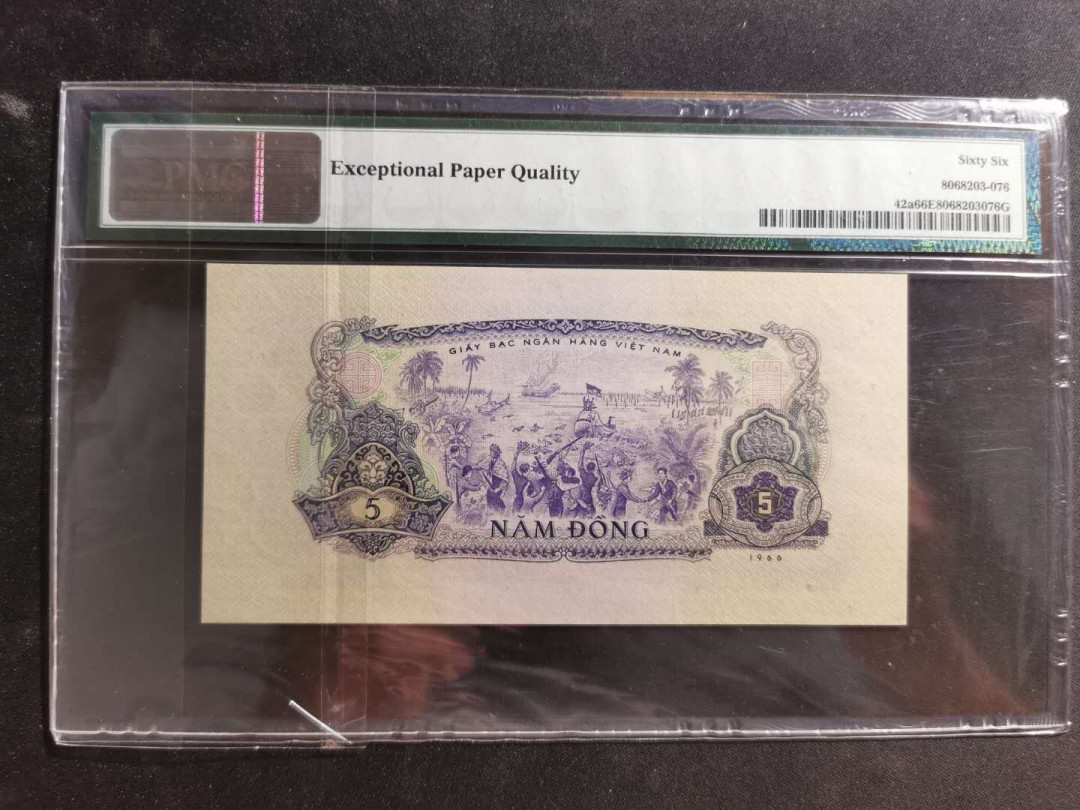 PMG
Exceptional Paper Quality
Sixty Six
8068203-076
42a66E8068203076G
GIẤY BẠC NGÂN HÀNG VIỆT NAM
5
5
NĂM ĐỒNG
1966